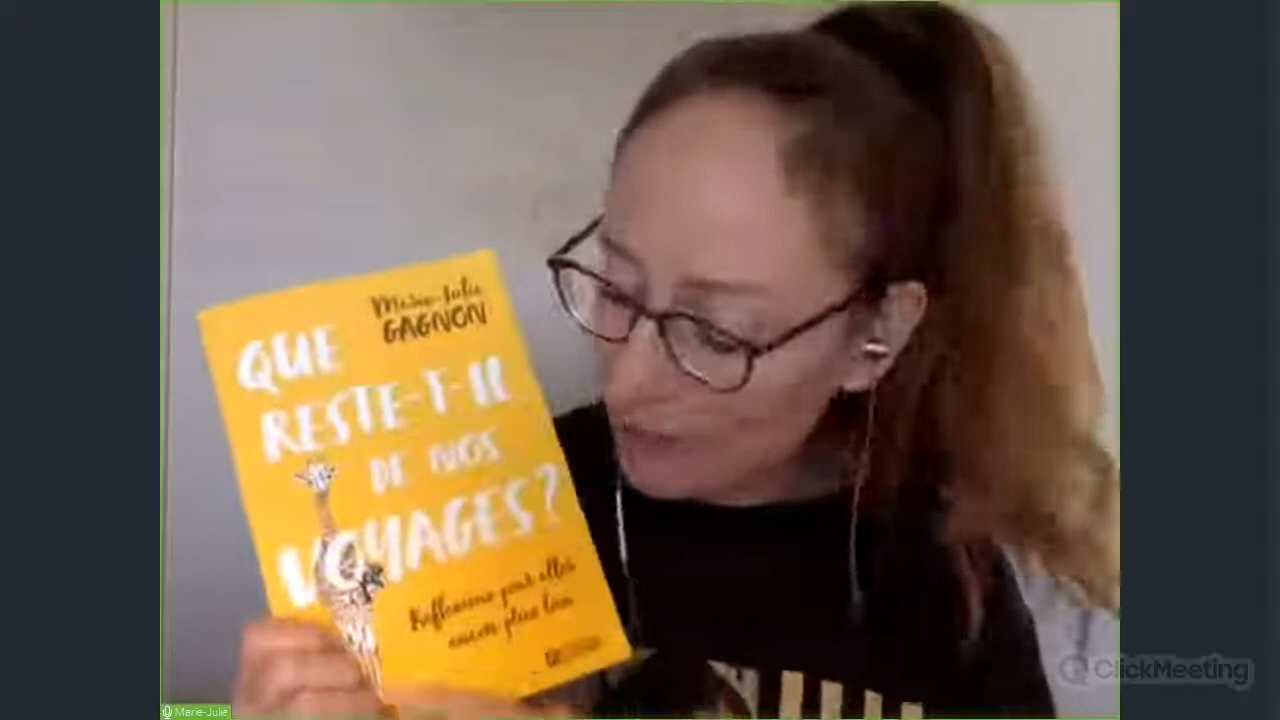 Marie-Julie
GAGNON
QUE
RESTE-T-IL
DE NOS
VOYAGES?
Réflexions pour aller
encore plus loin
ClickMeeting
Marie-Julie